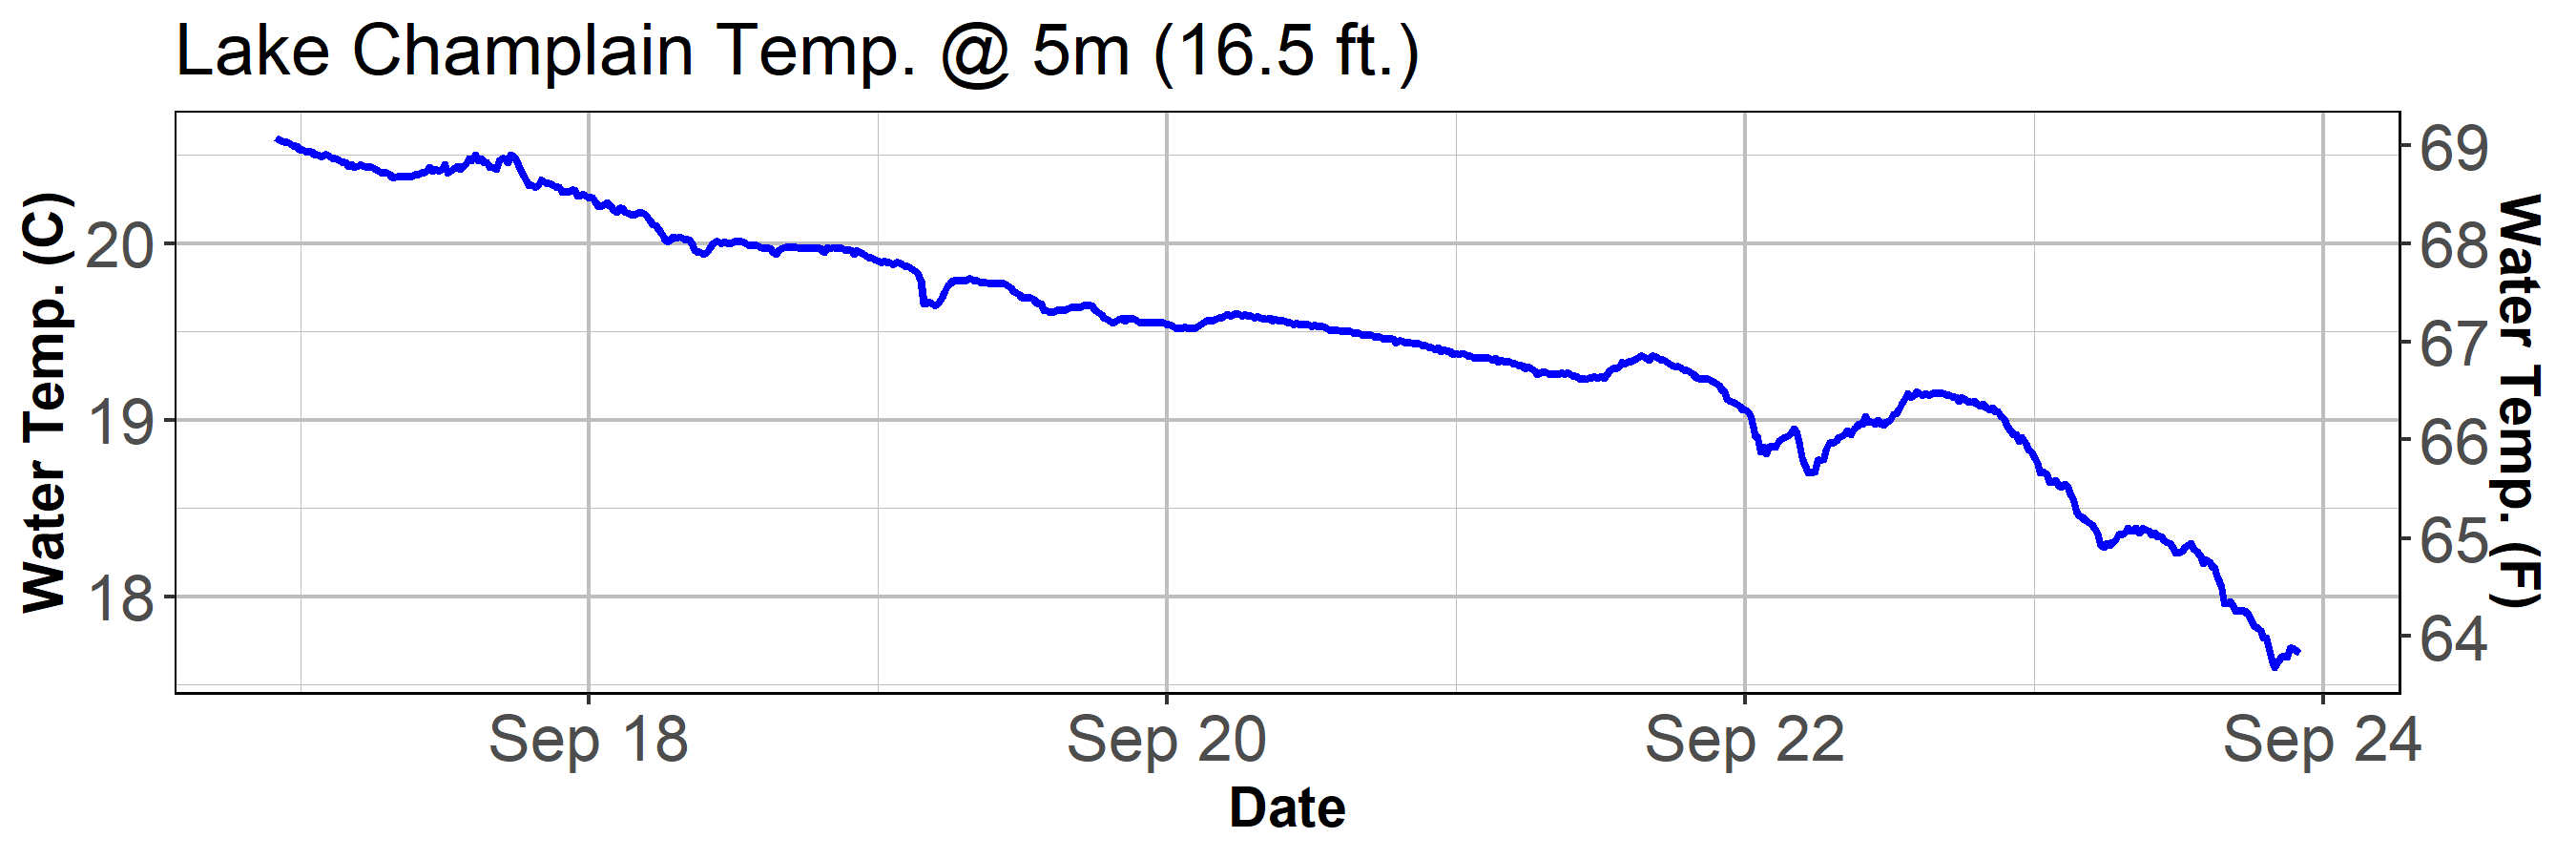 Lake Champlain Temp. @ 5m (16.5 ft.)
Water Temp. (C)
20
19
18
69
68
67
66
65
64
Water Temp. (F)
Sep 18 Sep 20 Sep 22 Sep 24
Date